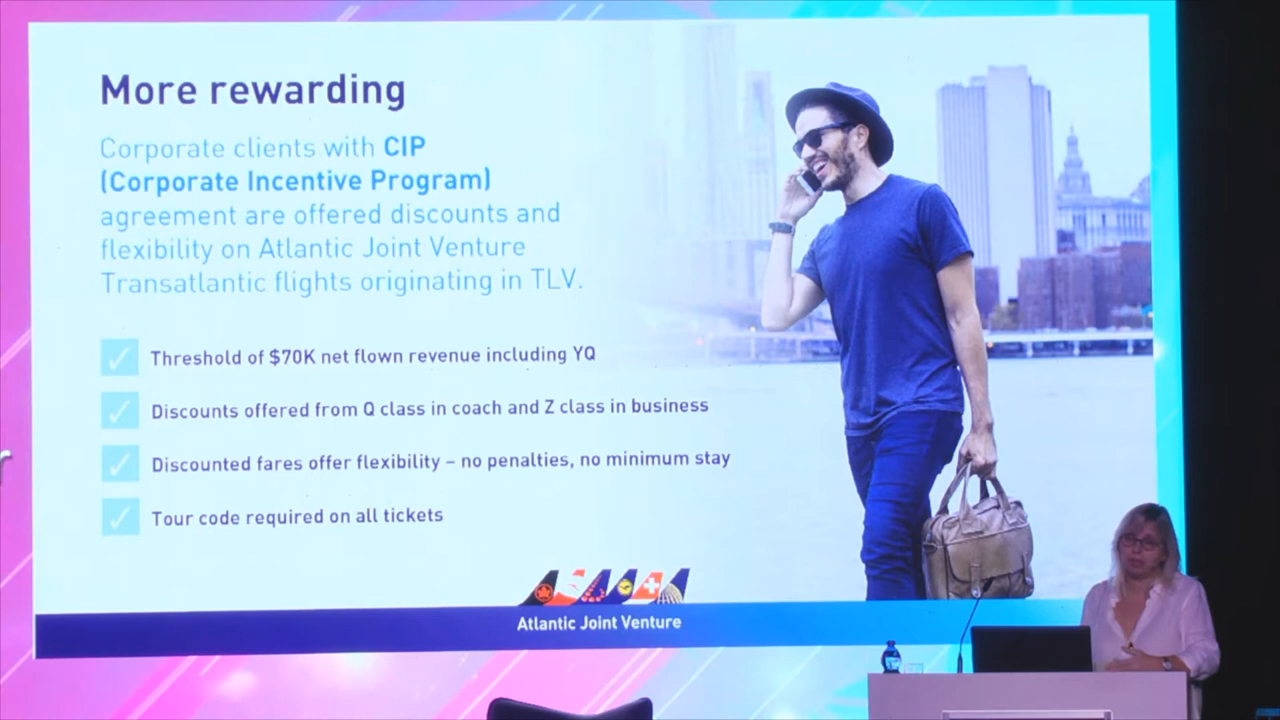 More rewarding
Corporate clients with CIP
(Corporate Incentive Program)
agreement are offered discounts and
flexibility on Atlantic Joint Venture
Transatlantic flights originating in TLV.
Threshold of $70K net flown revenue including YQ
Discounts offered from Q class in coach and Z class in business
Discounted fares offer flexibility – no penalties, no minimum stay
Tour code required on all tickets
Atlantic Joint Venture